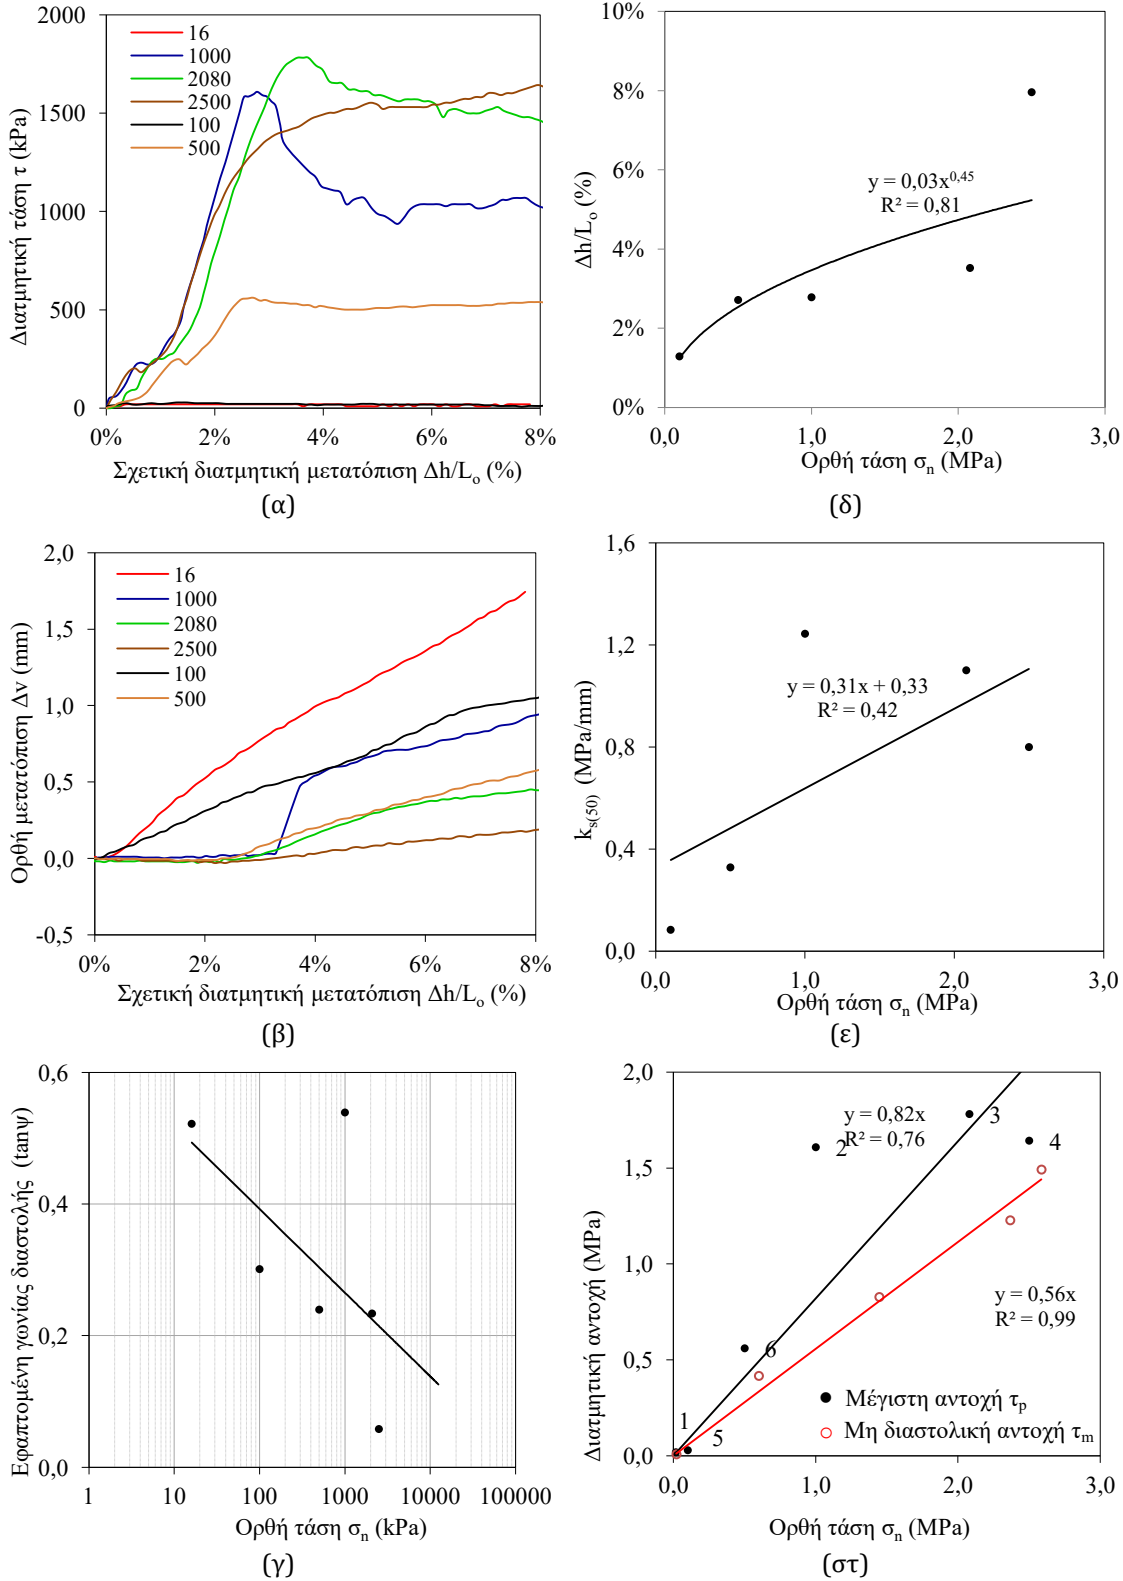 2000
1500
1000
500
0
Διατμητική τάση τ (kPa)
16
1000
2080
2500
100
500
0% 2% 4% 6% 8%
Σχετική διατμητική μετατόπιση Δh/Lo (%)
(α)
10%
8%
6%
4%
2%
0%
Δh/Lo (%)
y = 0,03x^0,45
R² = 0,81
0,0 1,0 2,0 3,0
Ορθή τάση σn (MPa)
(δ)
2,0
1,5
1,0
0,5
0,0
-0,5
Ορθή μετατόπιση Δv (mm)
16
1000
2080
2500
100
500
0% 2% 4% 6% 8%
Σχετική διατμητική μετατόπιση Δh/Lo (%)
(β)
1,6
1,2
0,8
0,4
0,0
ks(50) (MPa/mm)
y = 0,31x + 0,33
R² = 0,42
0,0 1,0 2,0 3,0
Ορθή τάση σn (MPa)
(ε)
0,6
0,4
0,2
0,0
Εφαπτομένη γονίας διαστολής (tanψ)
1 10 100 1000 10000 100000
Ορθή τάση σn (kPa)
(γ)
2,0
1,5
1,0
0,5
0,0
Διατμητική αντοχή (MPa)
y = 0,82x
R² = 0,76
2
3
4
y = 0,56x
R² = 0,99
6
1
5
Μέγιστη αντοχή τp
Μη διαστολική αντοχή τm
0,0 1,0 2,0 3,0
Ορθή τάση σn (MPa)
(στ)